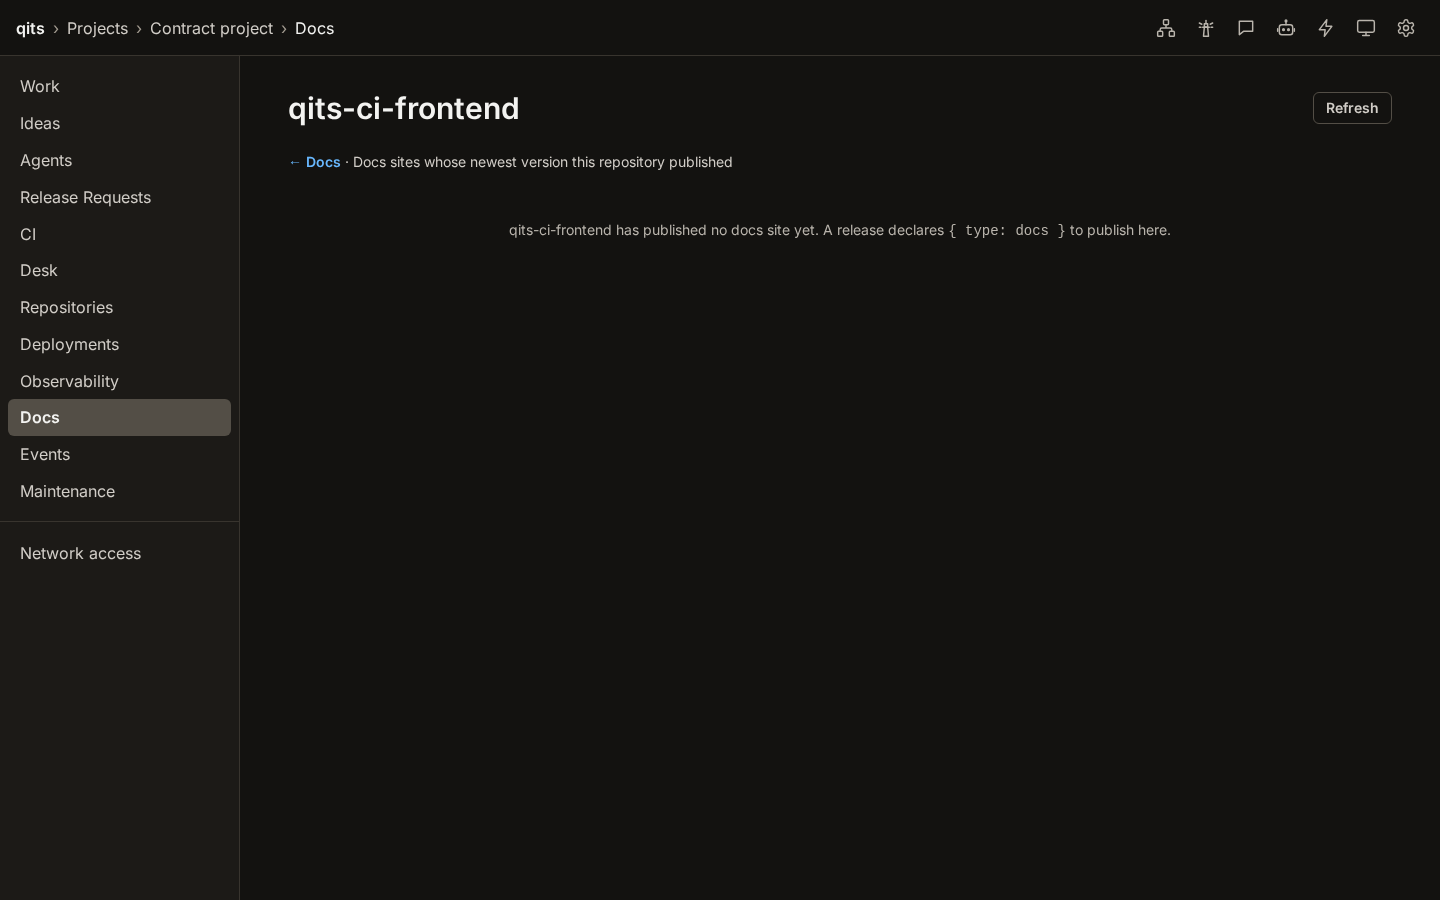 qits › Projects › Contract project › Docs
Work
Ideas
Agents
Release Requests
CI
Desk
Repositories
Deployments
Observability
Docs
Events
Maintenance
Network access
qits-ci-frontend
Refresh
← Docs · Docs sites whose newest version this repository published
qits-ci-frontend has published no docs site yet. A release declares { type: docs } to publish here.